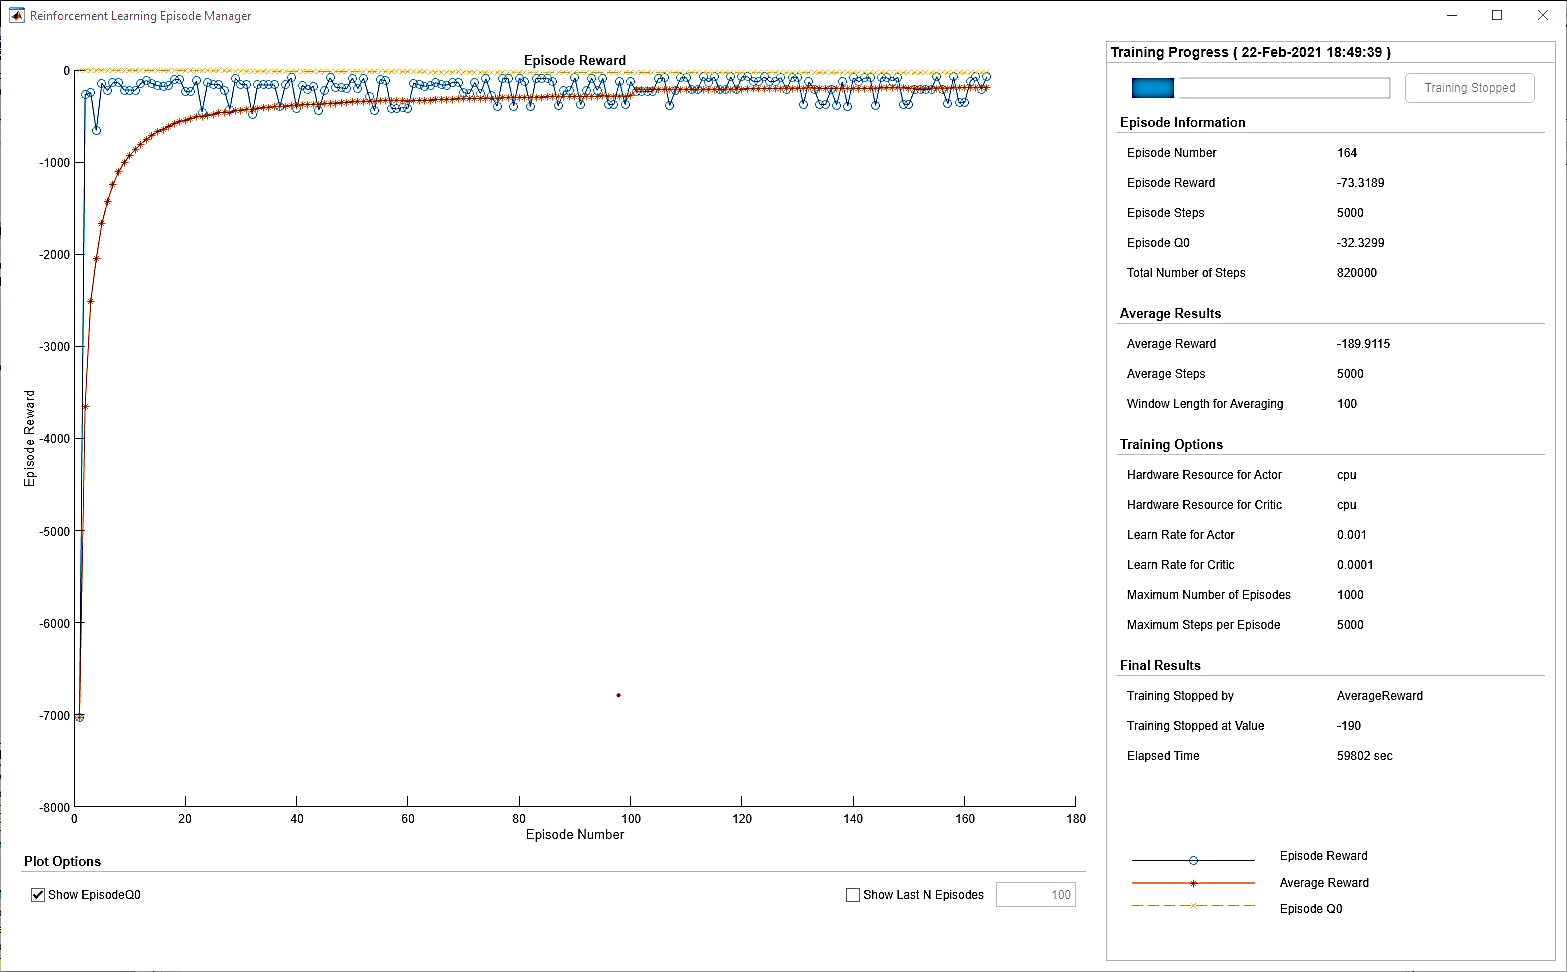 Reinforcement Learning Episode Manager
Episode Reward
0
-1000
-2000
-3000
-4000
-5000
-6000
-7000
-8000
Episode Reward
0 20 40 60 80 100 120 140 160 180
Episode Number
Plot Options
Show EpisodeQ0
Show Last N Episodes 100
Training Progress ( 22-Feb-2021 18:49:39 )
Training Stopped
Episode Information
Episode Number 164
Episode Reward -73.3189
Episode Steps 5000
Episode Q0 -32.3299
Total Number of Steps 820000
Average Results
Average Reward -189.9115
Average Steps 5000
Window Length for Averaging 100
Training Options
Hardware Resource for Actor cpu
Hardware Resource for Critic cpu
Learn Rate for Actor 0.001
Learn Rate for Critic 0.0001
Maximum Number of Episodes 1000
Maximum Steps per Episode 5000
Final Results
Training Stopped by AverageReward
Training Stopped at Value -190
Elapsed Time 59802 sec
Episode Reward
Average Reward
Episode Q0